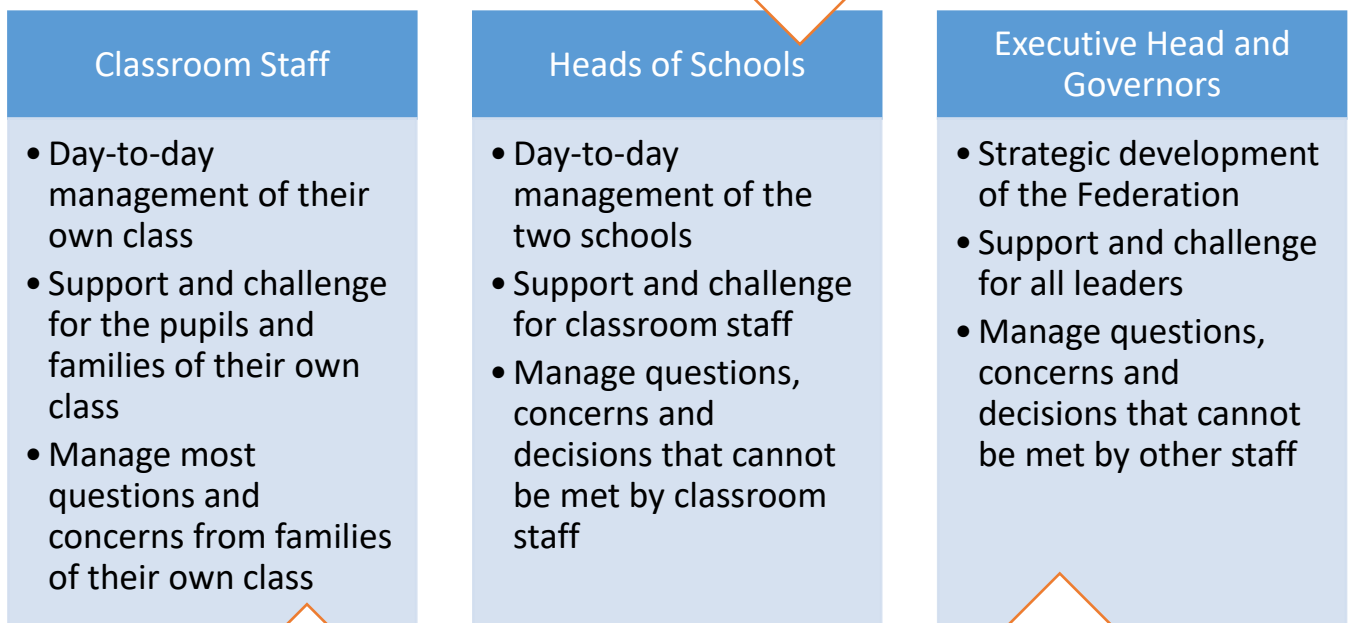 Classroom Staff
• Day-to-day
management of their
own class
• Support and challenge
for the pupils and
families of their own
class
• Manage most
questions and
concerns from families
of their own class
Heads of Schools
• Day-to-day
management of the
two schools
• Support and challenge
for classroom staff
• Manage questions,
concerns and
decisions that cannot
be met by classroom
staff
Executive Head and
Governors
• Strategic development
of the Federation
• Support and challenge
for all leaders
• Manage questions,
concerns and
decisions that cannot
be met by other staff